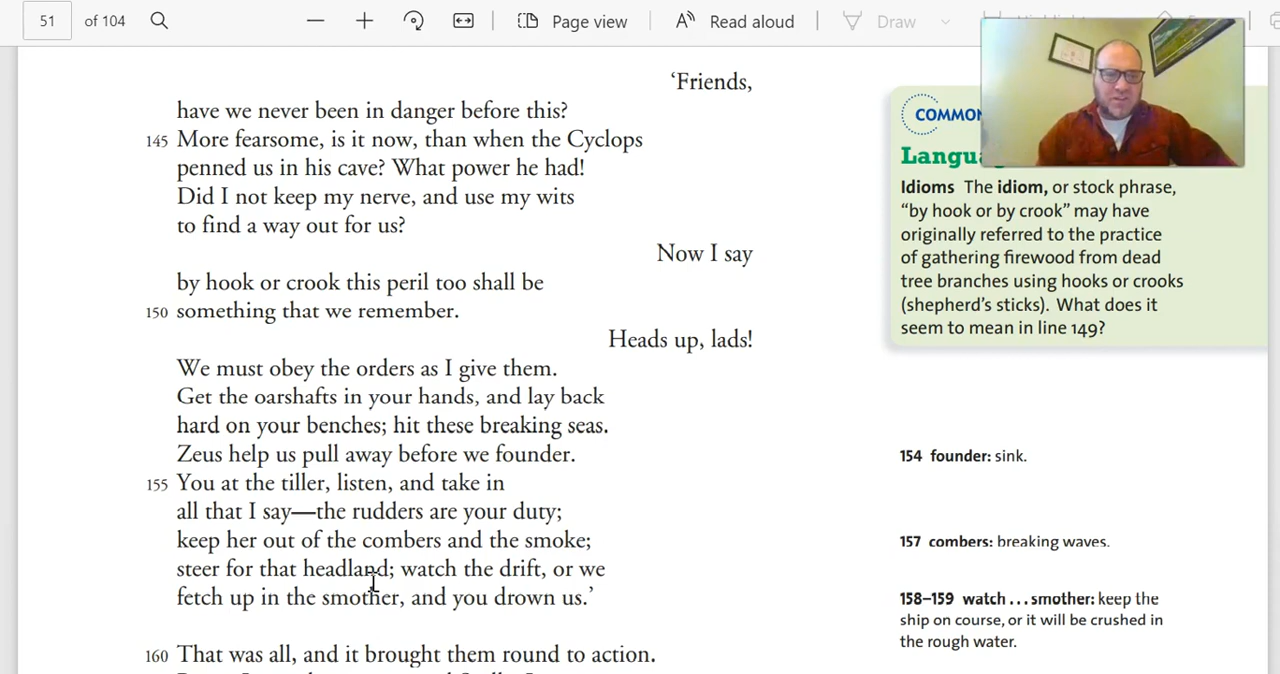 51 of 104 Page view Read aloud Draw
'Friends,
have we never been in danger before this?
145 More fearsome, is it now, than when the Cyclops
penned us in his cave? What power he had!
Did I not keep my nerve, and use my wits
to find a way out for us?
Now I say
by hook or crook this peril too shall be
150 something that we remember.
Heads up, lads!
We must obey the orders as I give them.
Get the oarshafts in your hands, and lay back
hard on your benches; hit these breaking seas.
Zeus help us pull away before we founder.
155 You at the tiller, listen, and take in
all that I say—the rudders are your duty;
keep her out of the combers and the smoke;
steer for that headland; watch the drift, or we
fetch up in the smother, and you drown us.'
160 That was all, and it brought them round to action.
COMMON
Langua
Idioms The idiom, or stock phrase,
“by hook or by crook” may have
originally referred to the practice
of gathering firewood from dead
tree branches using hooks or crooks
(shepherd's sticks). What does it
seem to mean in line 149?
154 founder: sink.
157 combers: breaking waves.
158–159 watch . . . smother: keep the
ship on course, or it will be crushed in
the rough water.